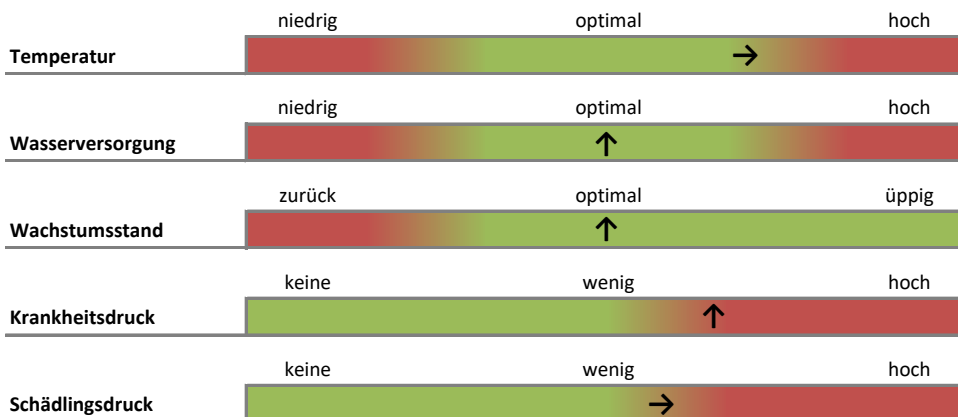 niedrig optimal hoch
Temperatur →
niedrig optimal hoch
Wasserversorgung ↑
zurück optimal üppig
Wachstumsstand ↑
keine wenig hoch
Krankheitsdruck ↑
keine wenig hoch
Schädlingsdruck →